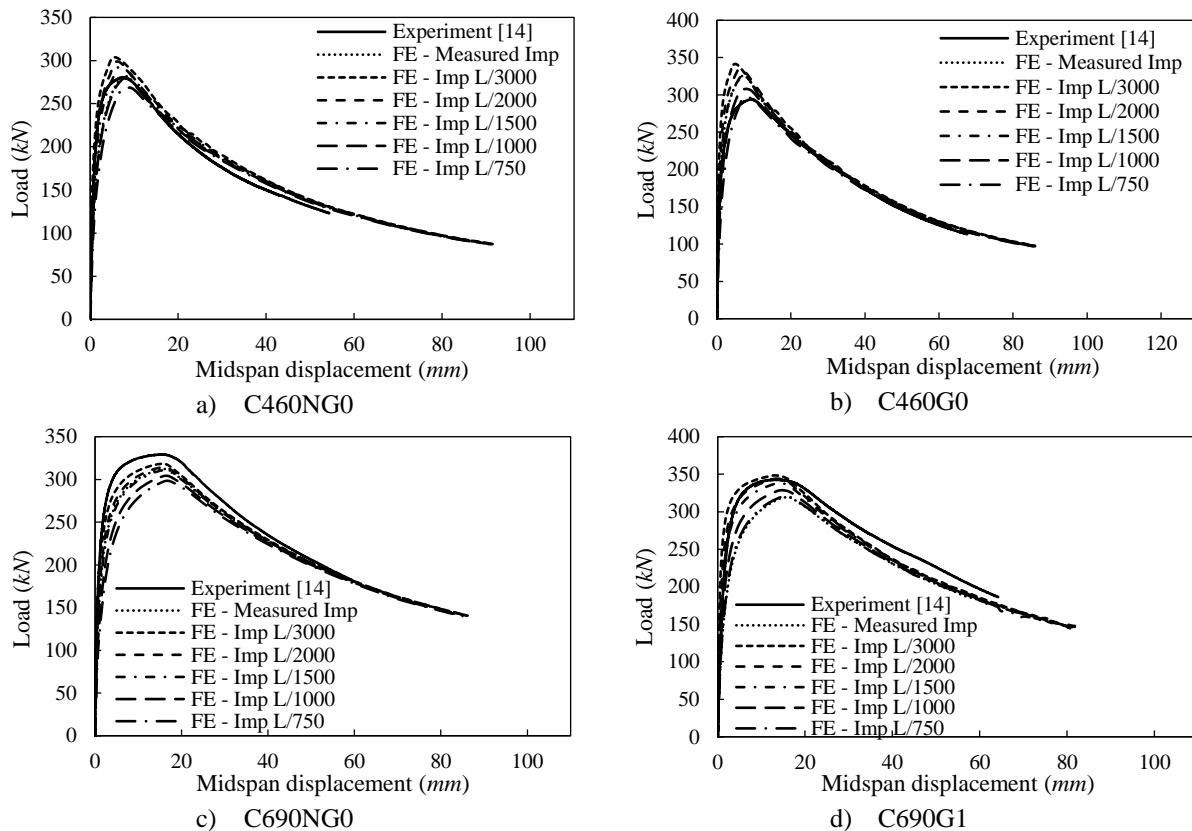 350
300
250
200
150
100
50
0
Load (kN)
0 20 40 60 80 100
Midspan displacement (mm)
Experiment [14]
FE - Measured Imp
FE - Imp L/3000
FE - Imp L/2000
FE - Imp L/1500
FE - Imp L/1000
FE - Imp L/750
a) C460NG0
400
350
300
250
200
150
100
50
0
Load (kN)
0 20 40 60 80 100 120
Midspan displacement (mm)
Experiment [14]
FE - Measured Imp
FE - Imp L/3000
FE - Imp L/2000
FE - Imp L/1500
FE - Imp L/1000
FE - Imp L/750
b) C460G0
350
300
250
200
150
100
50
0
Load (kN)
0 20 40 60 80 100
Midspan displacement (mm)
Experiment [14]
FE - Measured Imp
FE - Imp L/3000
FE - Imp L/2000
FE - Imp L/1500
FE - Imp L/1000
FE - Imp L/750
c) C690NG0
400
350
300
250
200
150
100
50
0
Load (kN)
0 20 40 60 80 100
Midspan displacement (mm)
Experiment [14]
FE - Measured Imp
FE - Imp L/3000
FE - Imp L/2000
FE - Imp L/1500
FE - Imp L/1000
FE - Imp L/750
d) C690G1